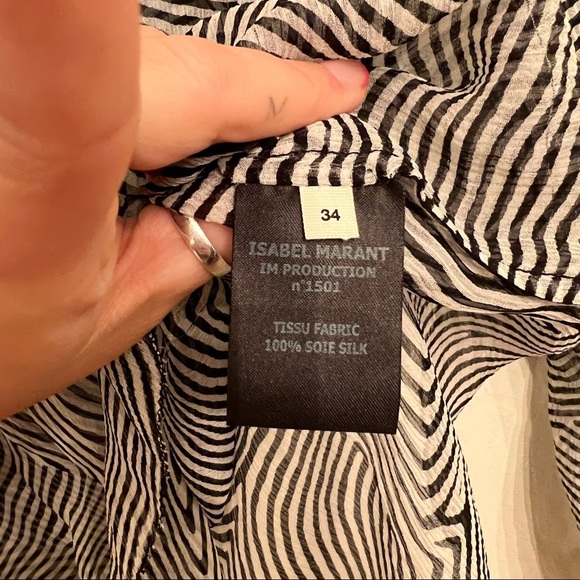 34
ISABEL MARANT
IM PRODUCTION
n°1501
TISSU FABRIC
100% SOIE SILK